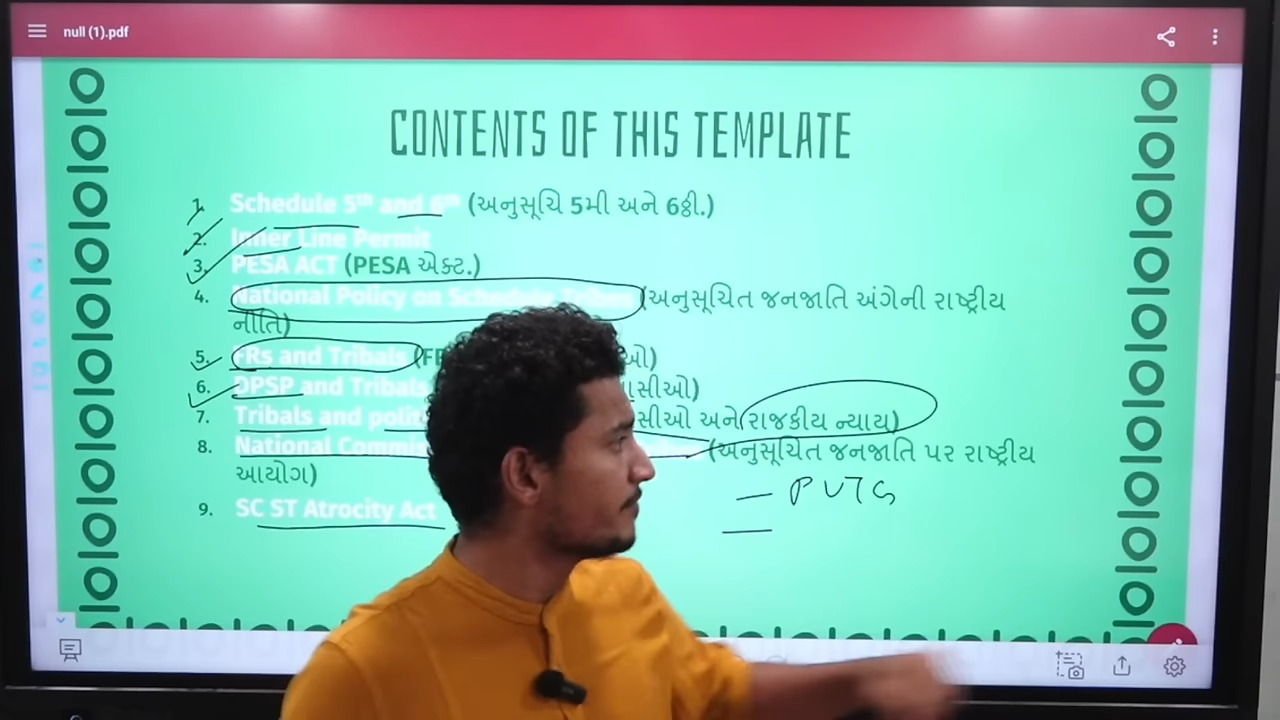 null (1).pdf
CONTENTS OF THIS TEMPLATE
1. Schedule 5th and 6th (અનુસૂચિ 5મી અને 6ઠ્ઠી.)
2. Inner Line Permit
3. PESA ACT (PESA એક્ટ.)
4. National Policy on Schedule Tribes (અનુસૂચિત જનજાતિ અંગેની રાષ્ટ્રીય
નીતિ)
5. FRs and Tribals
6. DPSP and Tribals
7. Tribals and અને રાજકીય ન્યાય)
8. National (અનુસૂચિત જનજાતિ પર રાષ્ટ્રીય
આયોગ)
PVTG
9. SC ST Atrocity Act